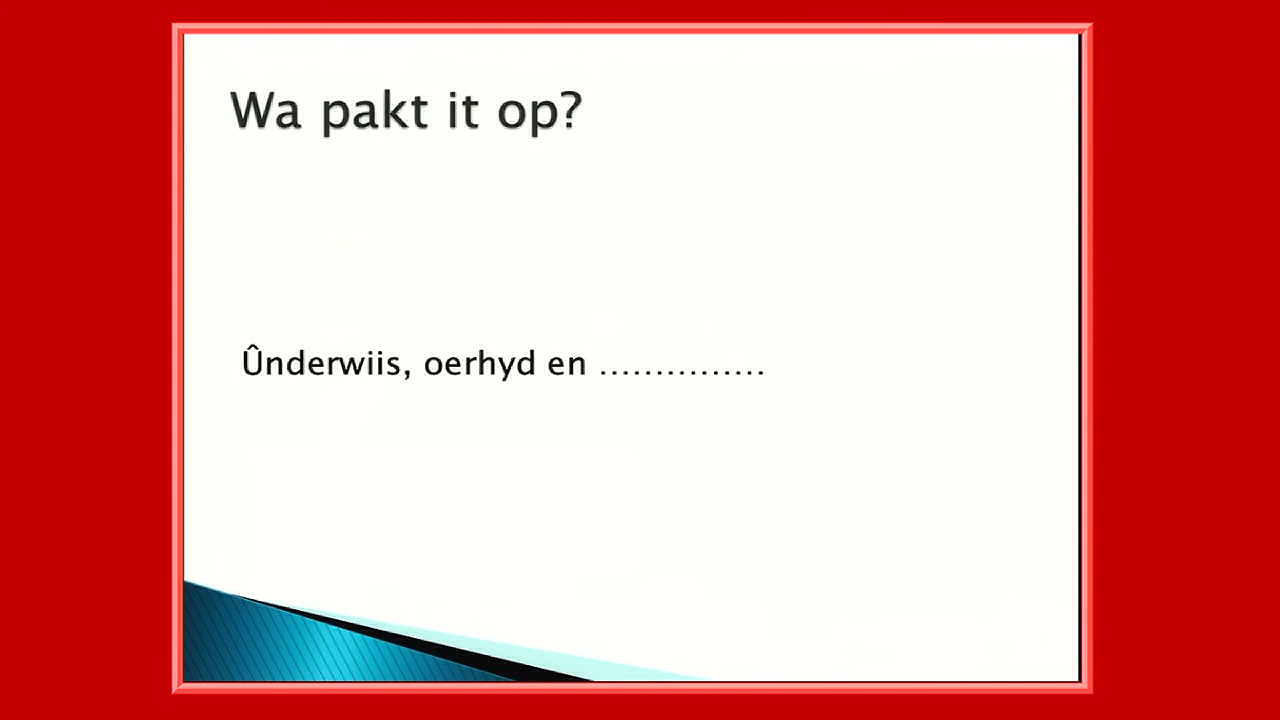 Wa pakt it op?
Ûnderwiis, oerhyd en ...............